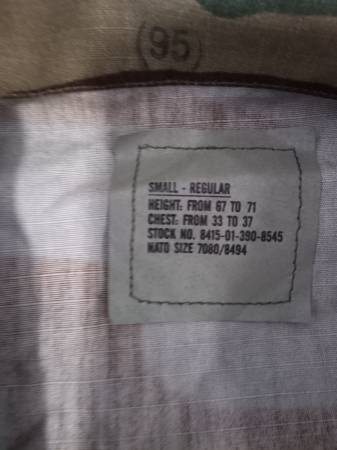 (95)
SMALL - REGULAR
HEIGHT: FROM 67 TO 71
CHEST: FROM 33 TO 37
STOCK NO. 8415-01-390-8545
NATO SIZE 7080/8494